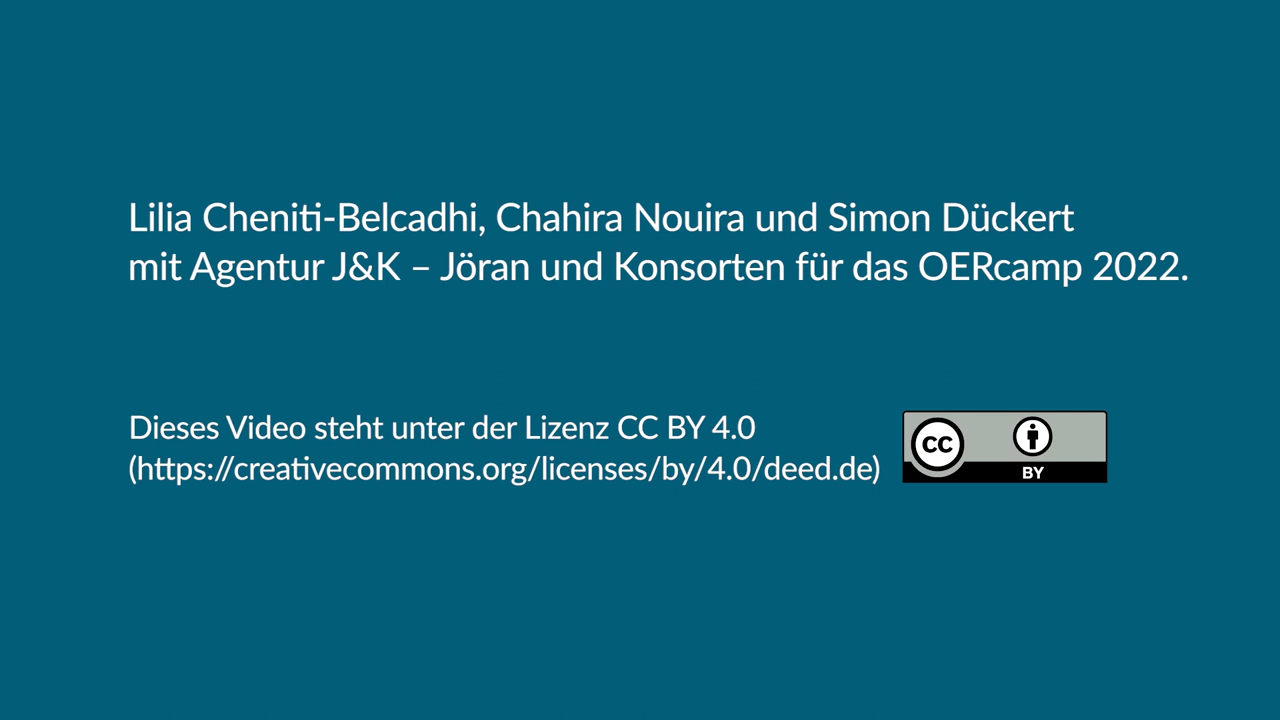 Lilia Cheniti-Belcadhi, Chahira Nouira und Simon Dückert
mit Agentur J&K – Jöran und Konsorten für das OERcamp 2022.
Dieses Video steht unter der Lizenz CC BY 4.0
(https://creativecommons.org/licenses/by/4.0/deed.de)
CC
BY